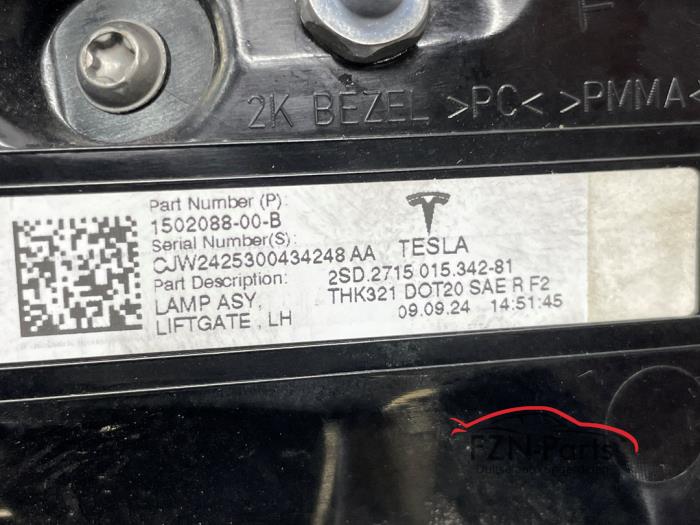 2K BEZEL >PC< >PMMA<
Part Number (P):
1502088-00-B
Serial Number(S):
CJW2425300434248 AA
Part Description:
LAMP ASY,
LIFTGATE , LH
TESLA
2SD.2715 015.342-81
THK321 DOT20 SAE R F2
09.09.24 14:51:45
FZN-Parts